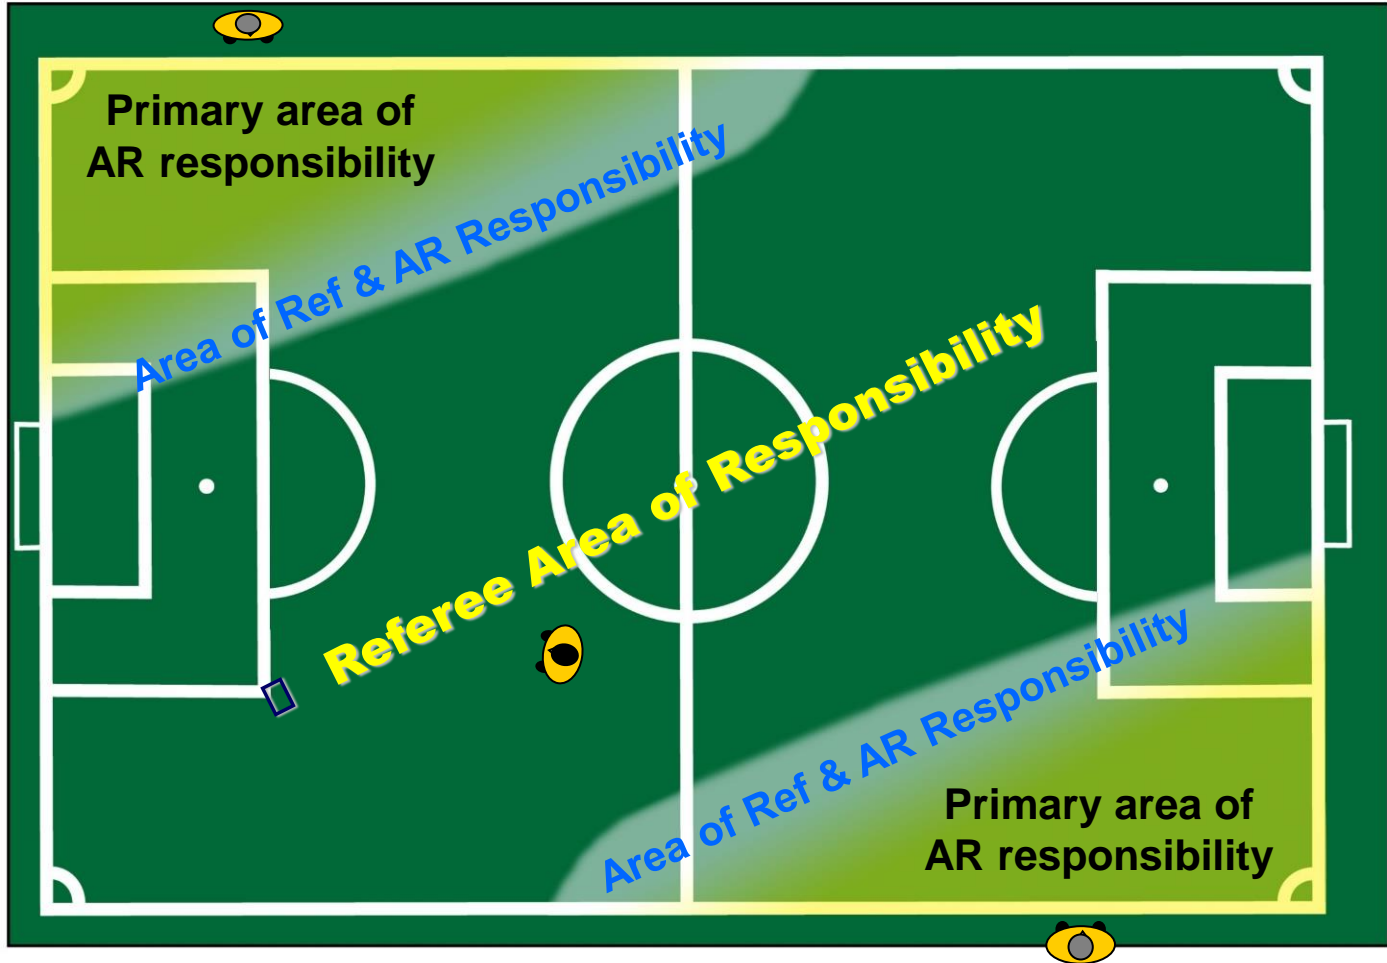 Primary area of
AR responsibility
Area of Ref & AR Responsibility
Referee Area of Responsibility
Area of Ref & AR Responsibility
Primary area of
AR responsibility